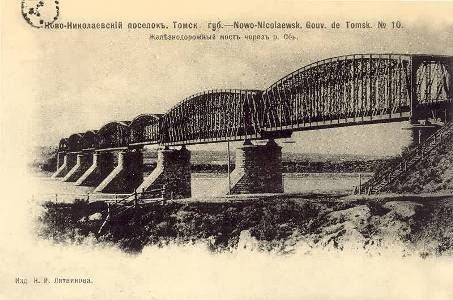 Ново-Николаевскій поселокъ, Томск губ.—Nowo-Nicolaewsk, Gouv. de Tomsk. № 10.
Желѣзнодорожный мостъ черезъ р. Обь.
Изд. Н. И. Литвинова.